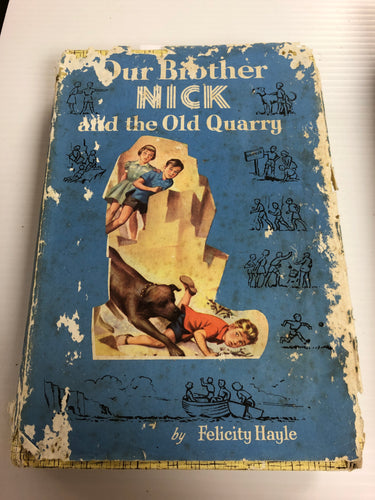 Our Brother
NICK
and the Old Quarry
by Felicity Hayle